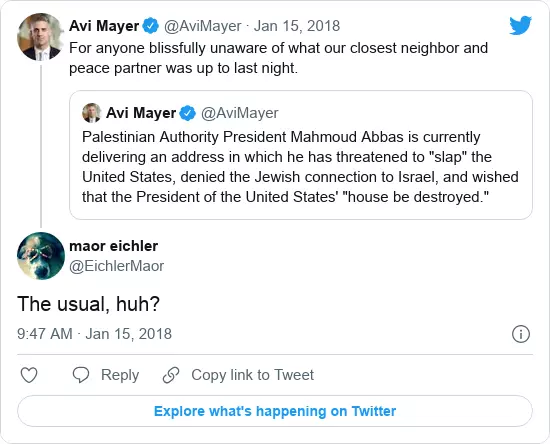 Avi Mayer @AviMayer · Jan 15, 2018
For anyone blissfully unaware of what our closest neighbor and
peace partner was up to last night.
Avi Mayer @AviMayer
Palestinian Authority President Mahmoud Abbas is currently
delivering an address in which he has threatened to "slap" the
United States, denied the Jewish connection to Israel, and wished
that the President of the United States' "house be destroyed."
maor eichler
@EichlerMaor
The usual, huh?
9:47 AM · Jan 15, 2018
Reply Copy link to Tweet
Explore what's happening on Twitter